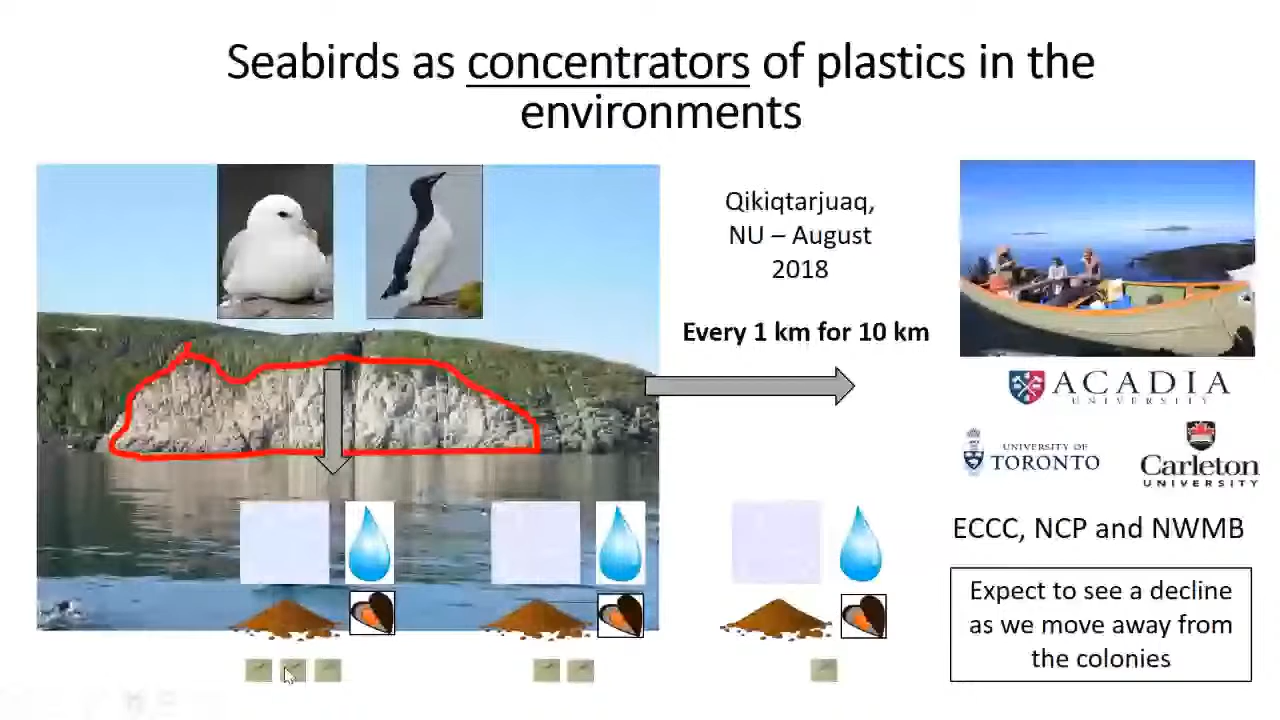 Seabirds as concentrators of plastics in the
environments
Qikiqtarjuaq,
NU – August
2018
Every 1 km for 10 km
ACADIA
UNIVERSITY
UNIVERSITY OF
TORONTO
Carleton
UNIVERSITY
ECCC, NCP and NWMB
Expect to see a decline
as we move away from
the colonies